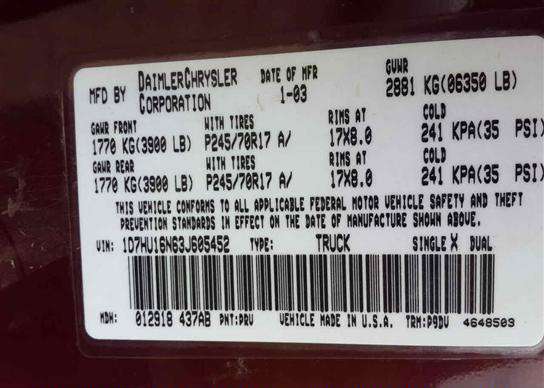 MFD BY DAIMLERCHRYSLER CORPORATION DATE OF MFR 1-03 GVWR 2881 KG(06350 LB)
GAWR FRONT WITH TIRES RIMS AT COLD
1770 KG(3900 LB) P245/70R17 A/ 17X8.0 241 KPA(35 PSI)
GAWR REAR WITH TIRES RIMS AT COLD
1770 KG(3900 LB) P245/70R17 A/ 17X8.0 241 KPA(35 PSI)
THIS VEHICLE CONFORMS TO ALL APPLICABLE FEDERAL MOTOR VEHICLE SAFETY AND THEFT
PREVENTION STANDARDS IN EFFECT ON THE DATE OF MANUFACTURE SHOWN ABOVE.
VIN: 1D7HU16N63J605452 TYPE: TRUCK SINGLE X DUAL
MDH: 012918 437AB PNT:PRV VEHICLE MADE IN U.S.A. TRM:P9DV 4648503